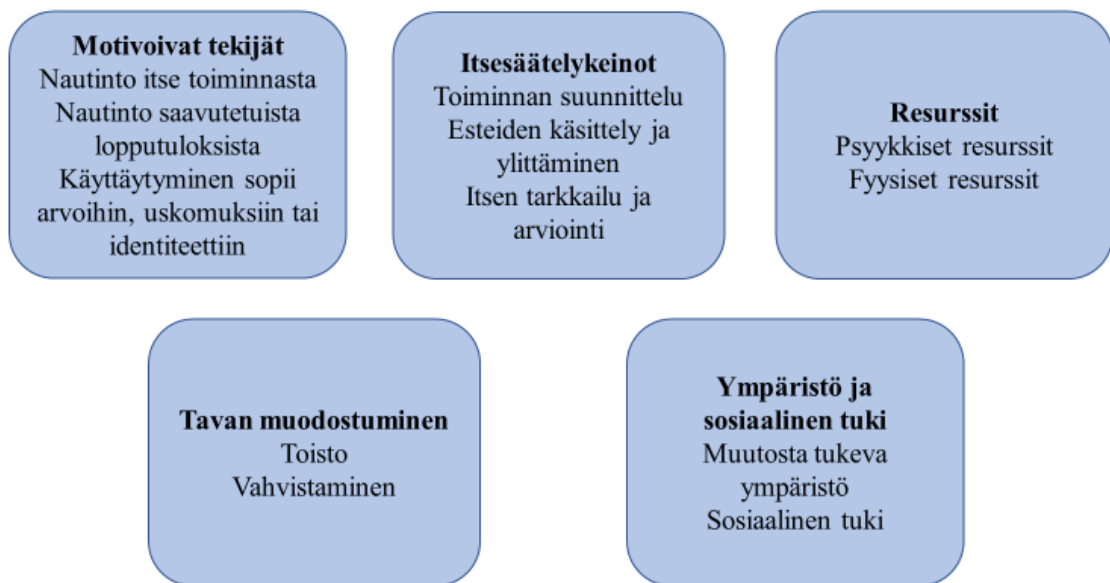 Motivoivat tekijät
Nautinto itse toiminnasta
Nautinto saavutetuista
lopputuloksista
Käyttäytyminen sopii
arvoihin, uskomuksiin tai
identiteettiin
Itsesäätelykeinot
Toiminnan suunnittelu
Esteiden käsittely ja
ylittäminen
Itsen tarkkailu ja
arviointi
Resurssit
Psyykkiset resurssit
Fyysiset resurssit
Tavan muodostuminen
Toisto
Vahvistaminen
Ympäristö ja
sosiaalinen tuki
Muutosta tukeva
ympäristö
Sosiaalinen tuki